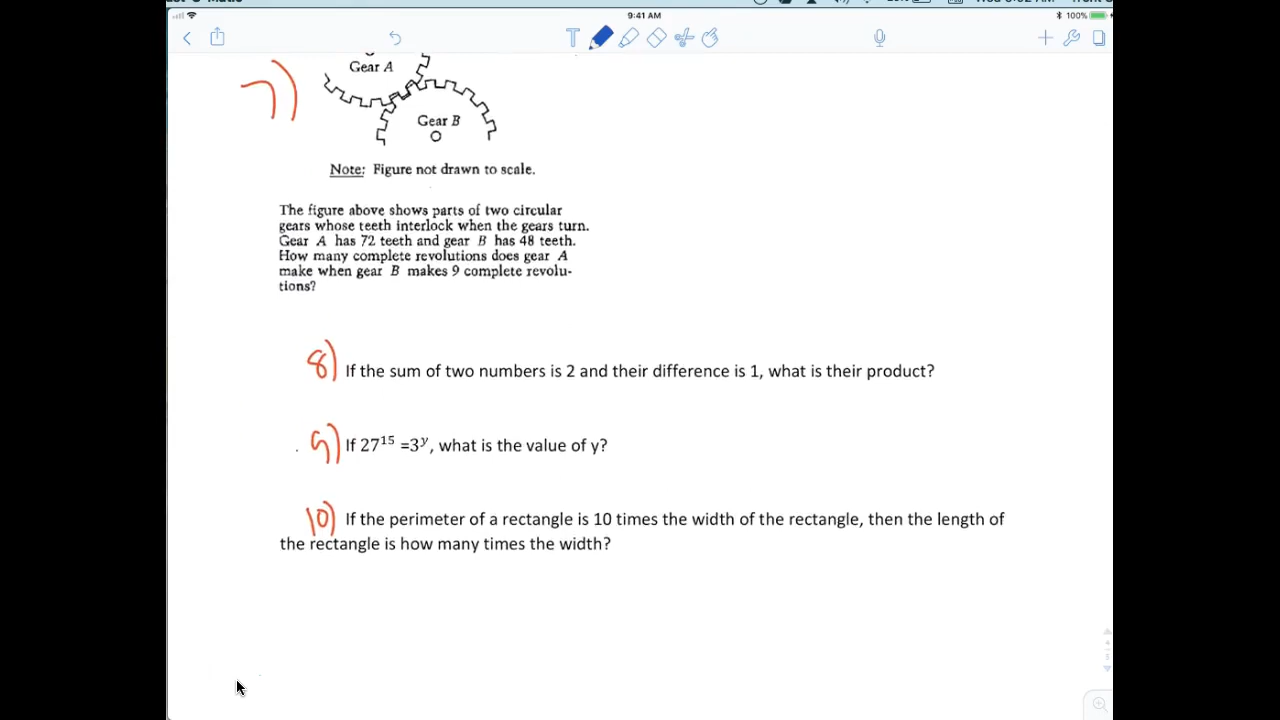 9:41 AM
100%
T
7)
Gear A
Gear B
Note: Figure not drawn to scale.
The figure above shows parts of two circular
gears whose teeth interlock when the gears turn.
Gear A has 72 teeth and gear B has 48 teeth.
How many complete revolutions does gear A
make when gear B makes 9 complete revolu-
tions?
8) If the sum of two numbers is 2 and their difference is 1, what is their product?
. 9) If 27¹⁵ =3ʸ, what is the value of y?
10) If the perimeter of a rectangle is 10 times the width of the rectangle, then the length of
the rectangle is how many times the width?